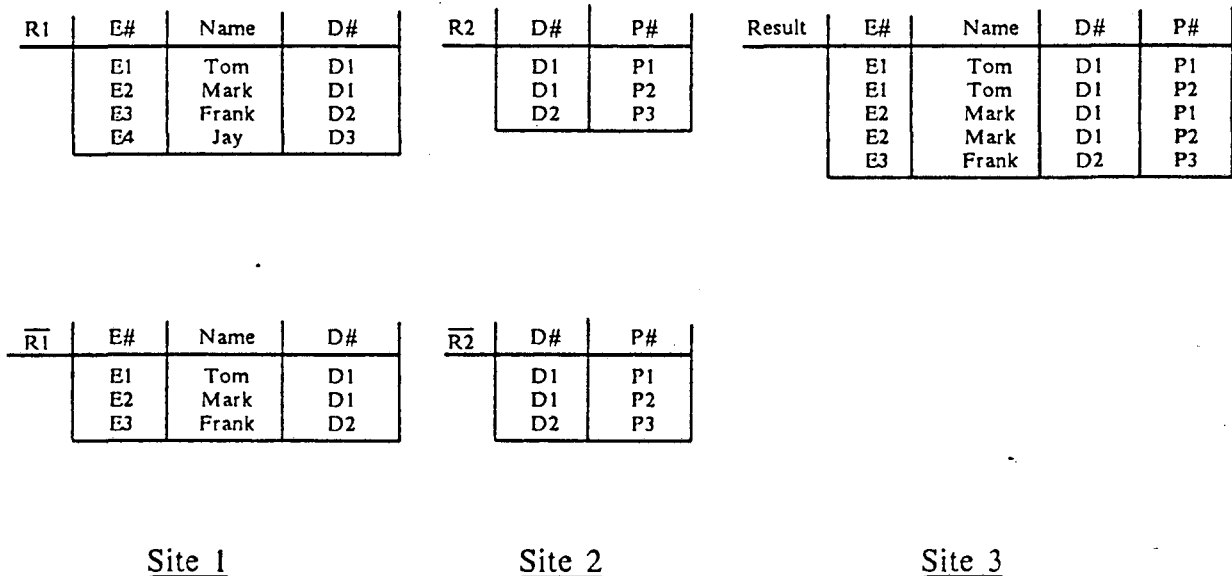 R1 E# Name D#
E1 Tom D1
E2 Mark D1
E3 Frank D2
E4 Jay D3
R2 D# P#
D1 P1
D1 P2
D2 P3
Result E# Name D# P#
E1 Tom D1 P1
E1 Tom D1 P2
E2 Mark D1 P1
E2 Mark D1 P2
E3 Frank D2 P3
R̅1̅ E# Name D#
E1 Tom D1
E2 Mark D1
E3 Frank D2
R̅2̅ D# P#
D1 P1
D1 P2
D2 P3
Site 1
Site 2
Site 3